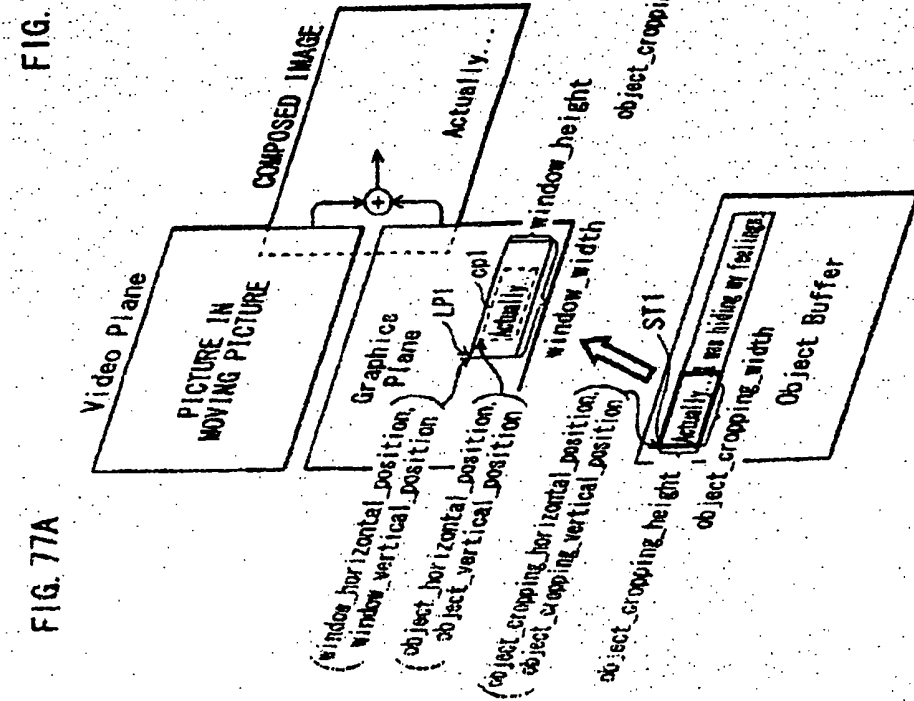 FIG. 77A
FIG.
Video Plane
PICTURE IN
MOVING PICTURE
COMPOSED IMAGE
Actually...
Graphics
Plane
LP1
cp1
Actually...
window_height
window_width
(window_horizontal_position,
window_vertical_position)
(object_horizontal_position,
object_vertical_position)
(object_cropping_horizontal_position,
object_cropping_vertical_position)
ST1
Actually... I was hiding my feelings
object_cropping_height
object_cropping_width
Object Buffer